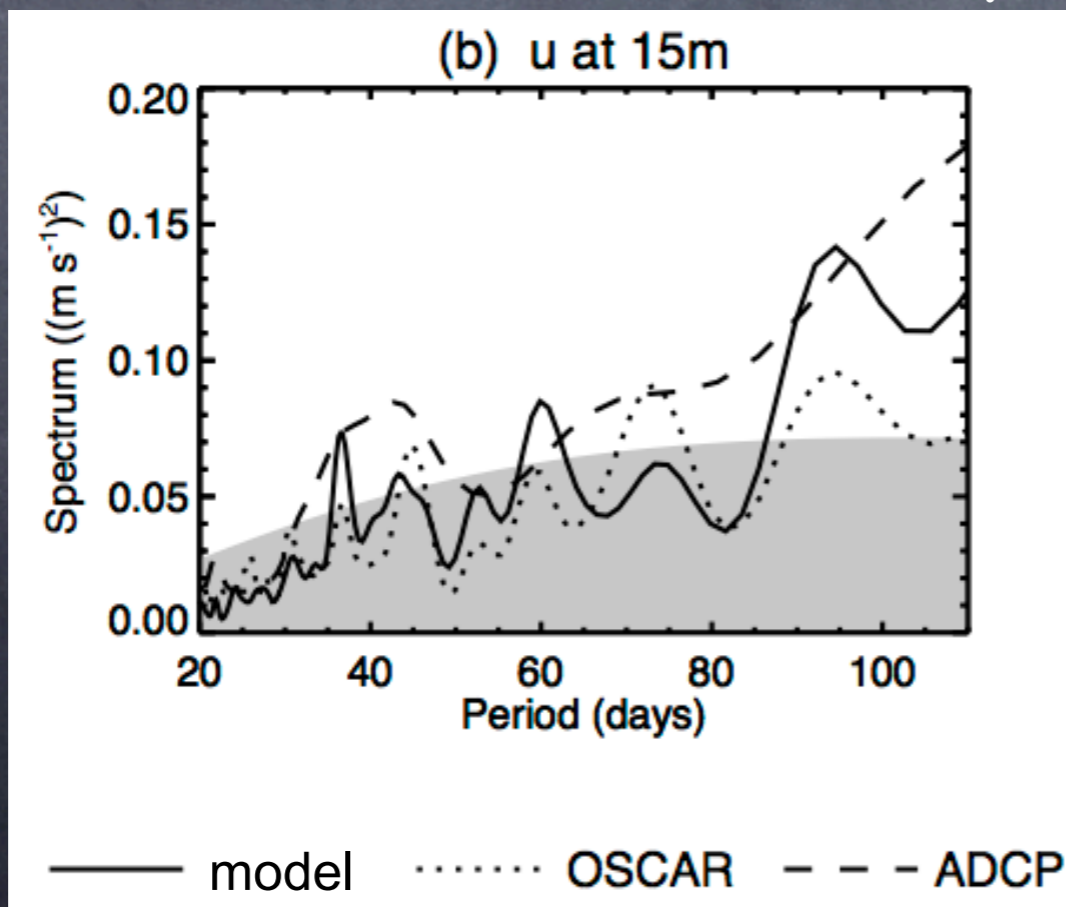 (b) u at 15m
0.20
0.15
0.10
0.05
0.00
Spectrum ((m s⁻¹)²)
20 40 60 80 100
Period (days)
model OSCAR ADCP